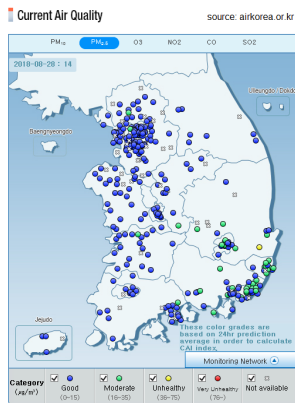 Current Air Quality
source: airkorea.or.kr
PM10 PM2.5 O3 NO2 CO SO2
2018-08-28 : 14
Ulleungdo (Dokdo
Baengnyeongdo
Jejudo
These color grades are
based on 24hr prediction
average in order to calculate
CAI index.
Monitoring Network
Category
(㎍/㎥)
Good
(0~15)
Moderate
(16~35)
Unhealthy
(36~75)
Very Unhealthy
(76~)
Not available